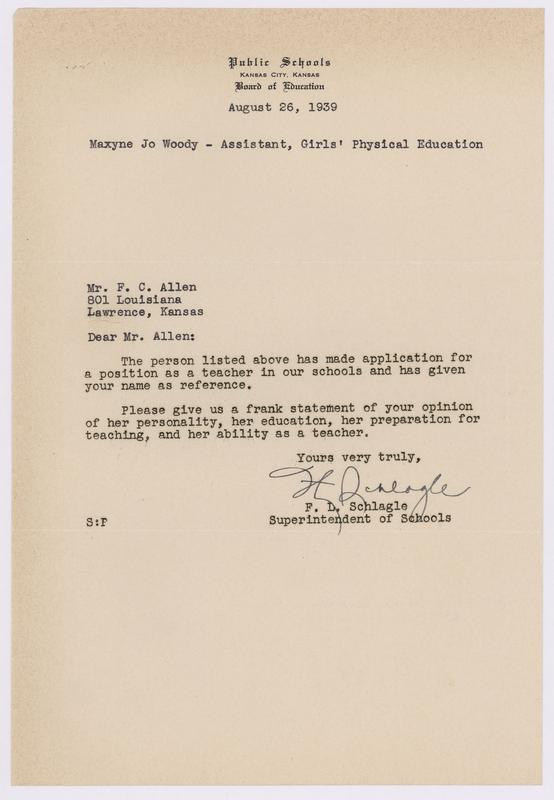 Public Schools
Kansas City, Kansas
Board of Education
August 26, 1939
Maxyne Jo Woody - Assistant, Girls' Physical Education
Mr. F. C. Allen
801 Louisiana
Lawrence, Kansas
Dear Mr. Allen:
The person listed above has made application for
a position as a teacher in our schools and has given
your name as reference.
Please give us a frank statement of your opinion
of her personality, her education, her preparation for
teaching, and her ability as a teacher.
Yours very truly,
F. L. Schlagle
F. L. Schlagle
Superintendent of Schools
S:F